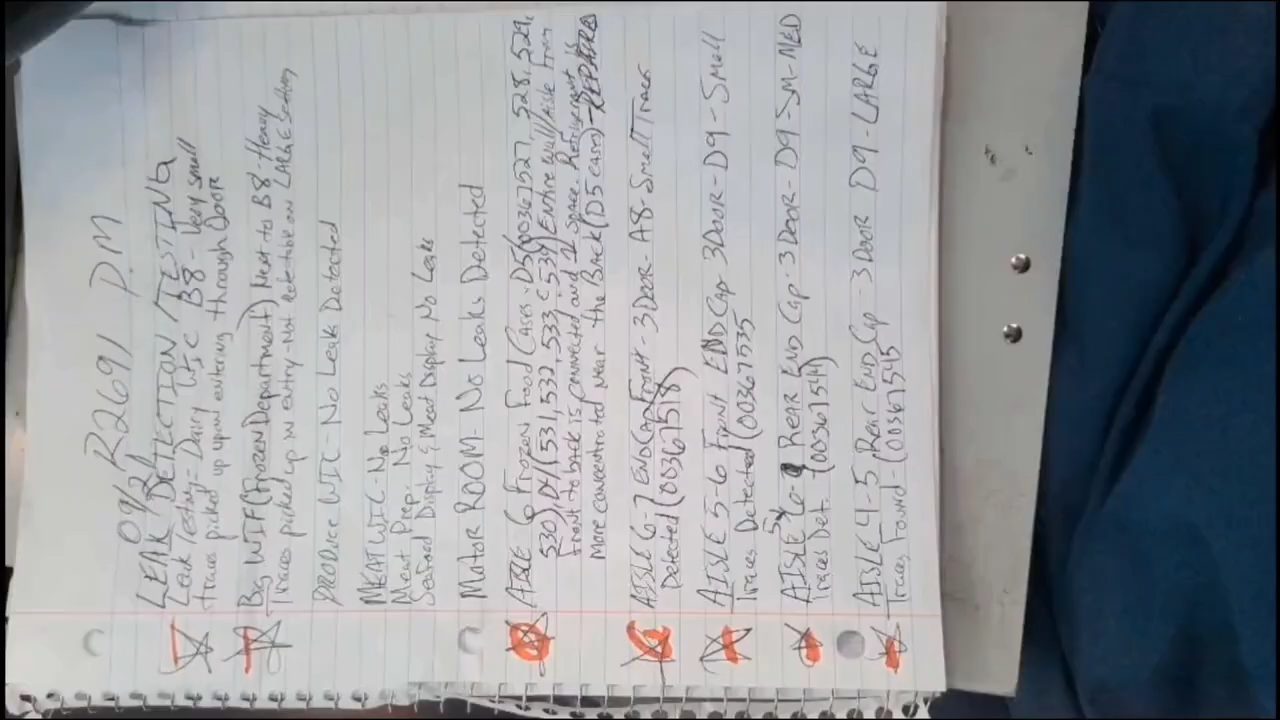 R2691 P.M
09/21
LEAK DETECTION/TESTING
Leak Testing - Dairy WIC B8 - Very small
traces picked up upon entering through Door
B8 WIF (Frozen Department) Next to B8 - Heavy
Traces picked up on entry - Not
PRODUCE WIC - No Leak Detected
MEAT WIC - No Leaks
Meat Prep - No Leaks
Seafood Display & Meat Display No Leaks
Motor ROOM - No Leaks Detected
AISLE 6 Frozen Food Cases - D5(00367527, 528, 529,
530) D4(531, 532, 533 534) Entire Wall/Aisle From
Front to back is connected and 1 space. Refrigerant is
More concentrated Near the Back (D5 cases) - REPAIRED
AISLE 6-7 END Cap FRONT - 3 DOOR - A8 - Small Trace
Detected (00367518)
AISLE 5-6 Front END Cap 3 DOOR - D9 - Small
Traces Detected (00367535
AISLE 5 Rear END Cap - 3 DOOR - D9 - SM-MED
Traces Det. - (00367544)
AISLE 4-5 Rear End Cap - 3 DOOR D9 - LARGE
Traces Found - (00367545